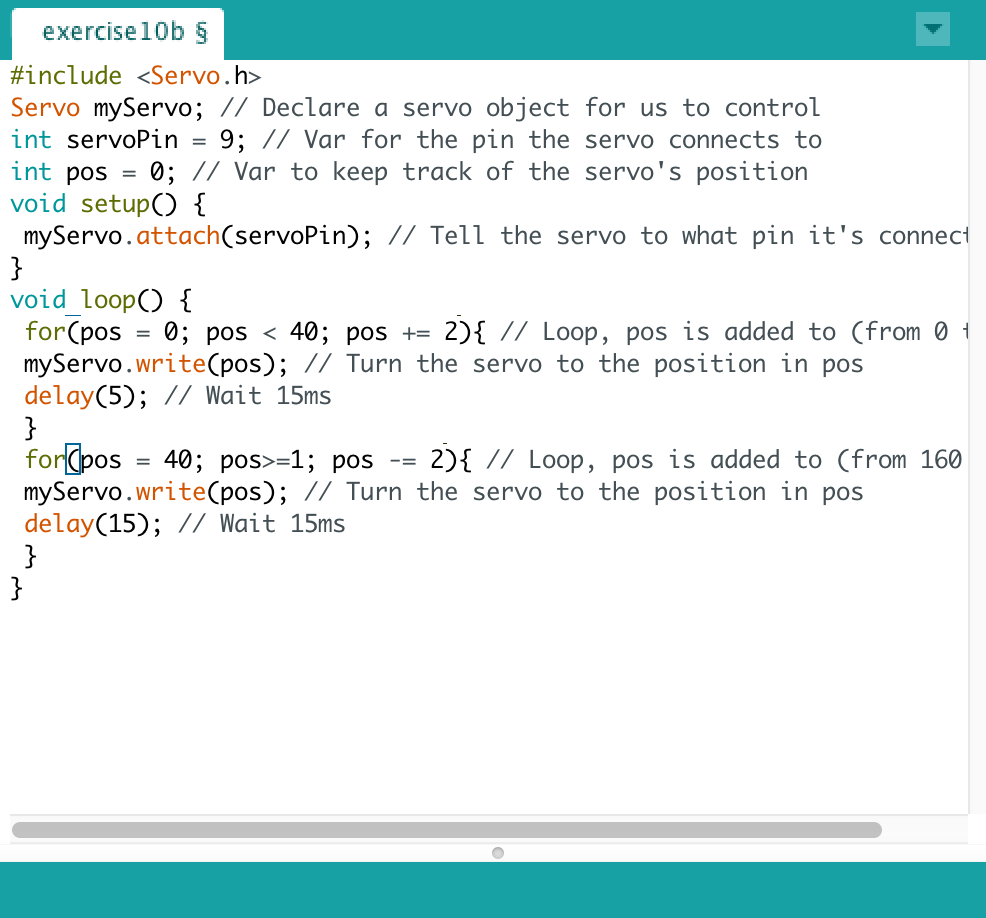 exercise10b §
#include <Servo.h>
Servo myServo; // Declare a servo object for us to control
int servoPin = 9; // Var for the pin the servo connects to
int pos = 0; // Var to keep track of the servo's position
void setup() {
 myServo.attach(servoPin); // Tell the servo to what pin it's connect
}
void loop() {
 for(pos = 0; pos < 40; pos += 2){ // Loop, pos is added to (from 0 t
 myServo.write(pos); // Turn the servo to the position in pos
 delay(5); // Wait 15ms
 }
 for(pos = 40; pos>=1; pos -= 2){ // Loop, pos is added to (from 160
 myServo.write(pos); // Turn the servo to the position in pos
 delay(15); // Wait 15ms
 }
}